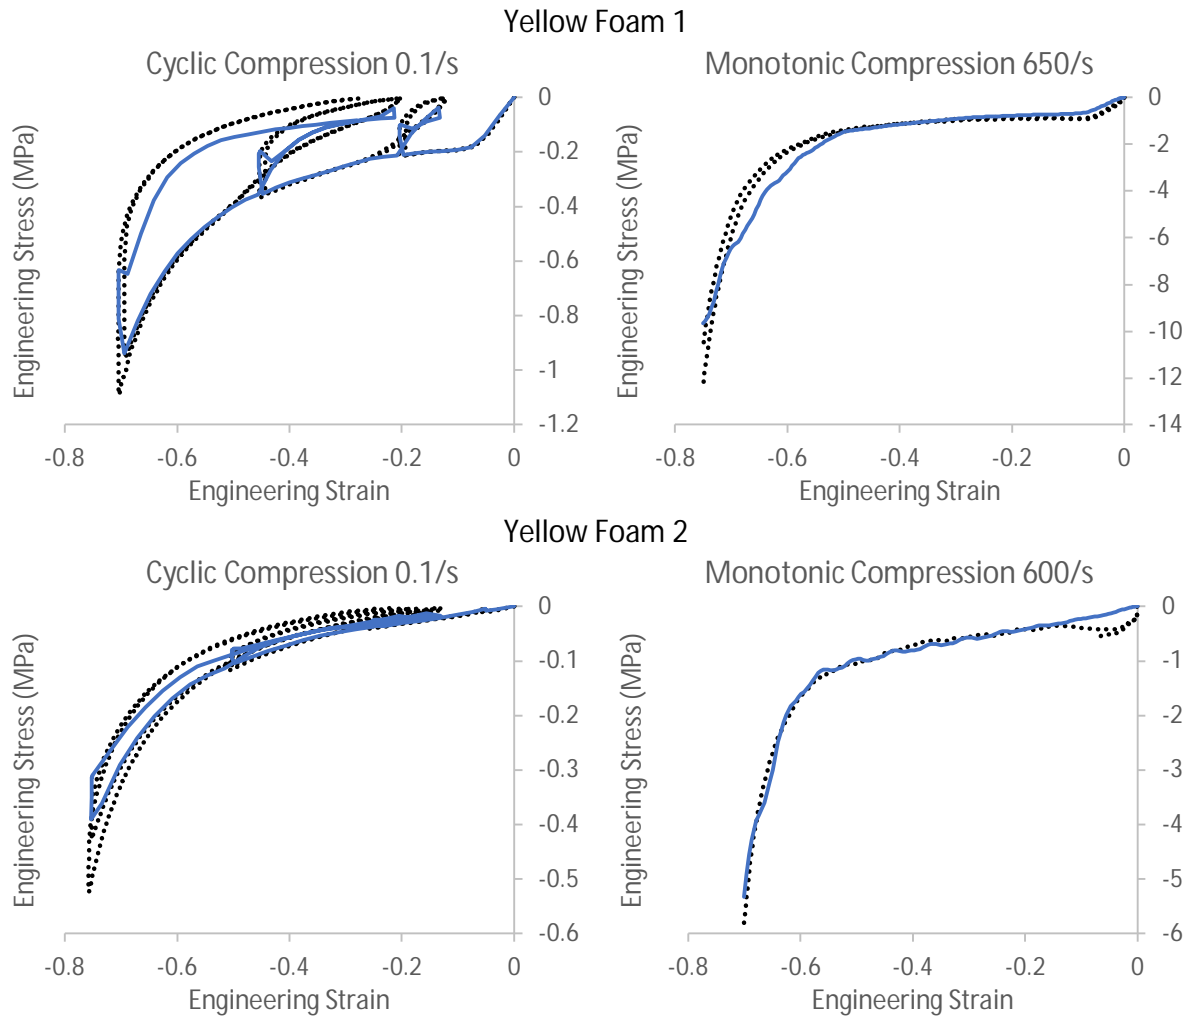 Yellow Foam 1
Cyclic Compression 0.1/s
Engineering Stress (MPa)
0
-0.2
-0.4
-0.6
-0.8
-1
-1.2
-0.8 -0.6 -0.4 -0.2 0
Engineering Strain
Monotonic Compression 650/s
Engineering Stress (MPa)
0
-2
-4
-6
-8
-10
-12
-14
-0.8 -0.6 -0.4 -0.2 0
Engineering Strain
Yellow Foam 2
Cyclic Compression 0.1/s
Engineering Stress (MPa)
0
-0.1
-0.2
-0.3
-0.4
-0.5
-0.6
-0.8 -0.6 -0.4 -0.2 0
Engineering Strain
Monotonic Compression 600/s
Engineering Stress (MPa)
0
-1
-2
-3
-4
-5
-6
-0.8 -0.6 -0.4 -0.2 0
Engineering Strain